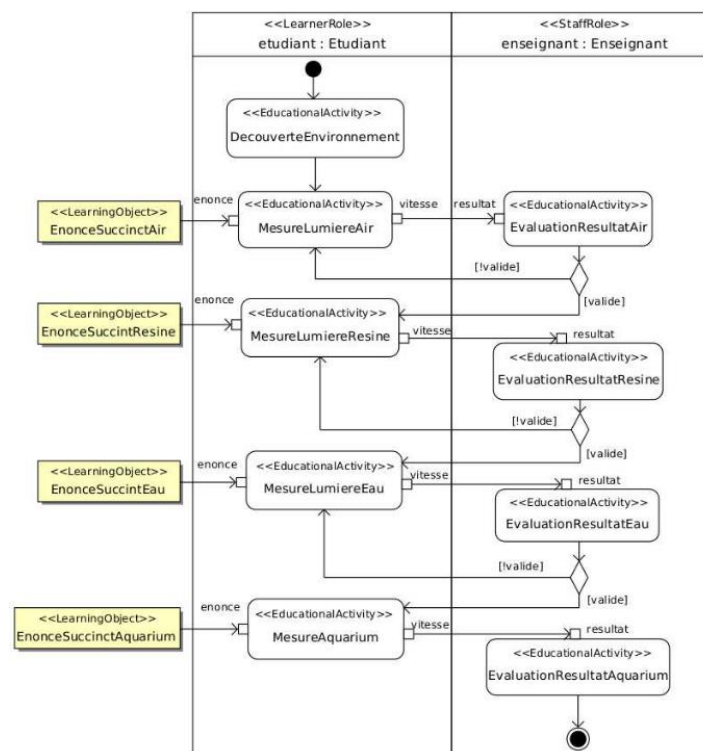 <<LearnerRole>>
etudiant : Etudiant
<<StaffRole>>
enseignant : Enseignant
<<EducationalActivity>>
DecouverteEnvironnement
<<LearningObject>>
EnonceSuccinctAir
enonce
<<EducationalActivity>>
MesureLumiereAir
vitesse
resultat
<<EducationalActivity>>
EvaluationResultatAir
[!valide]
[valide]
<<LearningObject>>
EnonceSuccintResine
enonce
<<EducationalActivity>>
MesureLumiereResine
vitesse
resultat
<<EducationalActivity>>
EvaluationResultatResine
[!valide]
[valide]
<<LearningObject>>
EnonceSuccintEau
enonce
<<EducationalActivity>>
MesureLumiereEau
vitesse
resultat
<<EducationalActivity>>
EvaluationResultatEau
[!valide]
[valide]
<<LearningObject>>
EnonceSuccinctAquarium
enonce
<<EducationalActivity>>
MesureAquarium
vitesse
resultat
<<EducationalActivity>>
EvaluationResultatAquarium